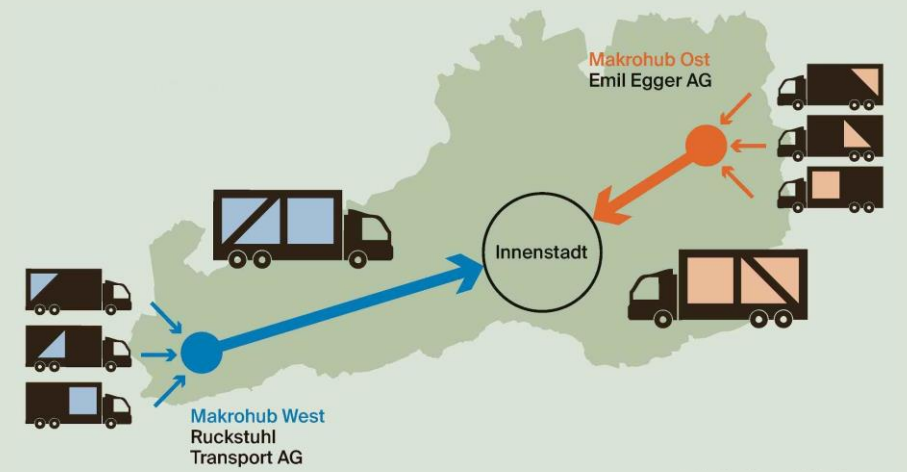 Makrohub Ost
Emil Egger AG
Innenstadt
Makrohub West
Ruckstuhl
Transport AG